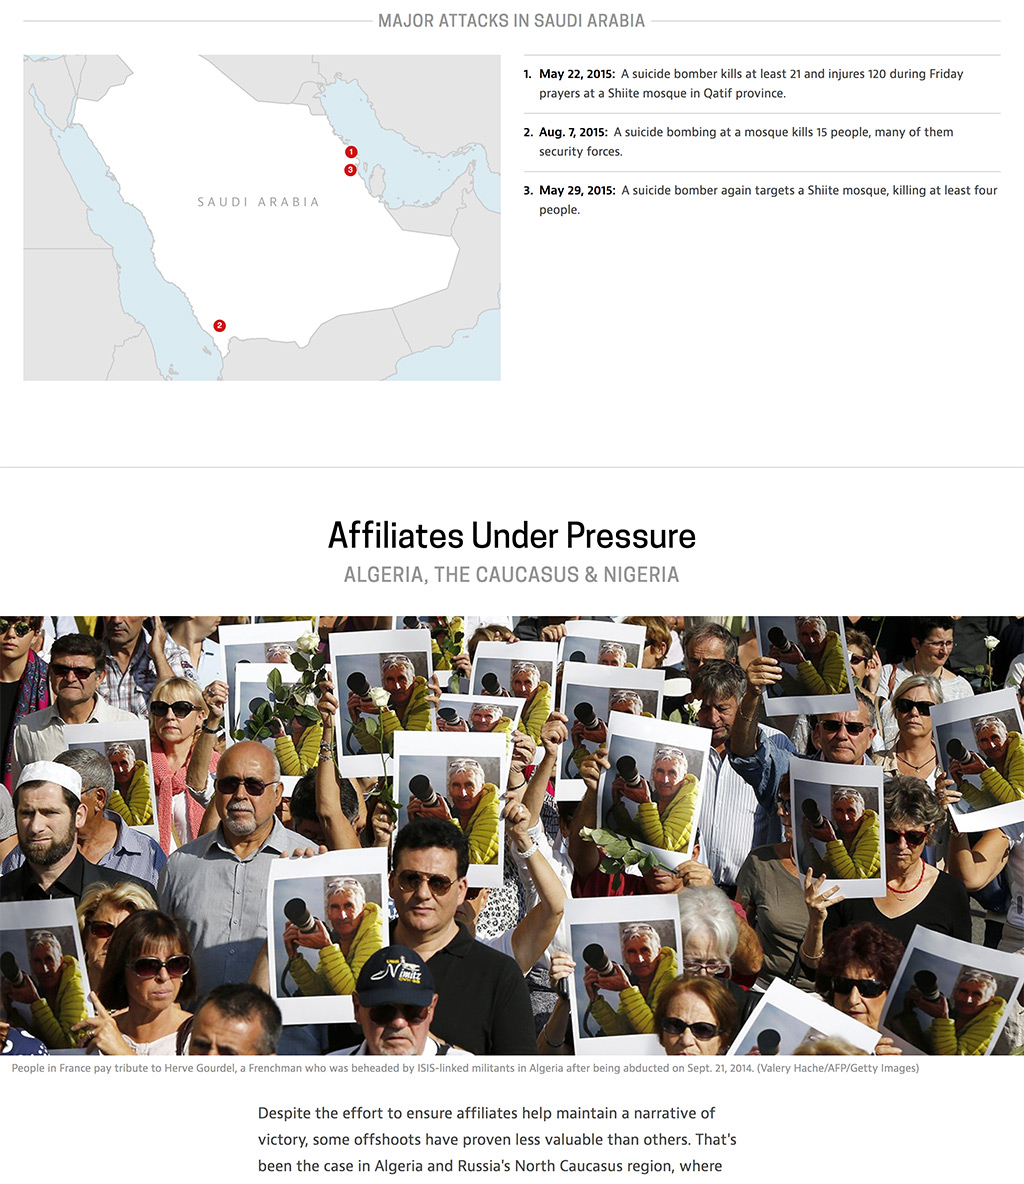 MAJOR ATTACKS IN SAUDI ARABIA
SAUDI ARABIA
1
3
2
1. May 22, 2015: A suicide bomber kills at least 21 and injures 120 during Friday
prayers at a Shiite mosque in Qatif province.
2. Aug. 7, 2015: A suicide bombing at a mosque kills 15 people, many of them
security forces.
3. May 29, 2015: A suicide bomber again targets a Shiite mosque, killing at least four
people.
Affiliates Under Pressure
ALGERIA, THE CAUCASUS & NIGERIA
Nimitz
People in France pay tribute to Herve Gourdel, a Frenchman who was beheaded by ISIS-linked militants in Algeria after being abducted on Sept. 21, 2014. (Valery Hache/AFP/Getty Images)
Despite the effort to ensure affiliates help maintain a narrative of
victory, some offshoots have proven less valuable than others. That's
been the case in Algeria and Russia's North Caucasus region, where